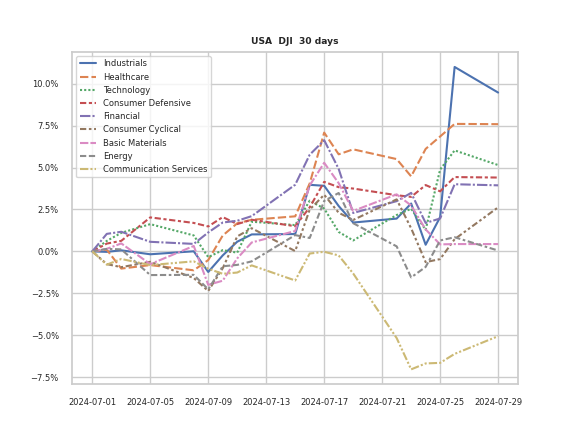 USA DJI 30 days
Industrials
Healthcare
Technology
Consumer Defensive
Financial
Consumer Cyclical
Basic Materials
Energy
Communication Services
10.0%
7.5%
5.0%
2.5%
0.0%
−2.5%
−5.0%
−7.5%
2024-07-01 2024-07-05 2024-07-09 2024-07-13 2024-07-17 2024-07-21 2024-07-25 2024-07-29